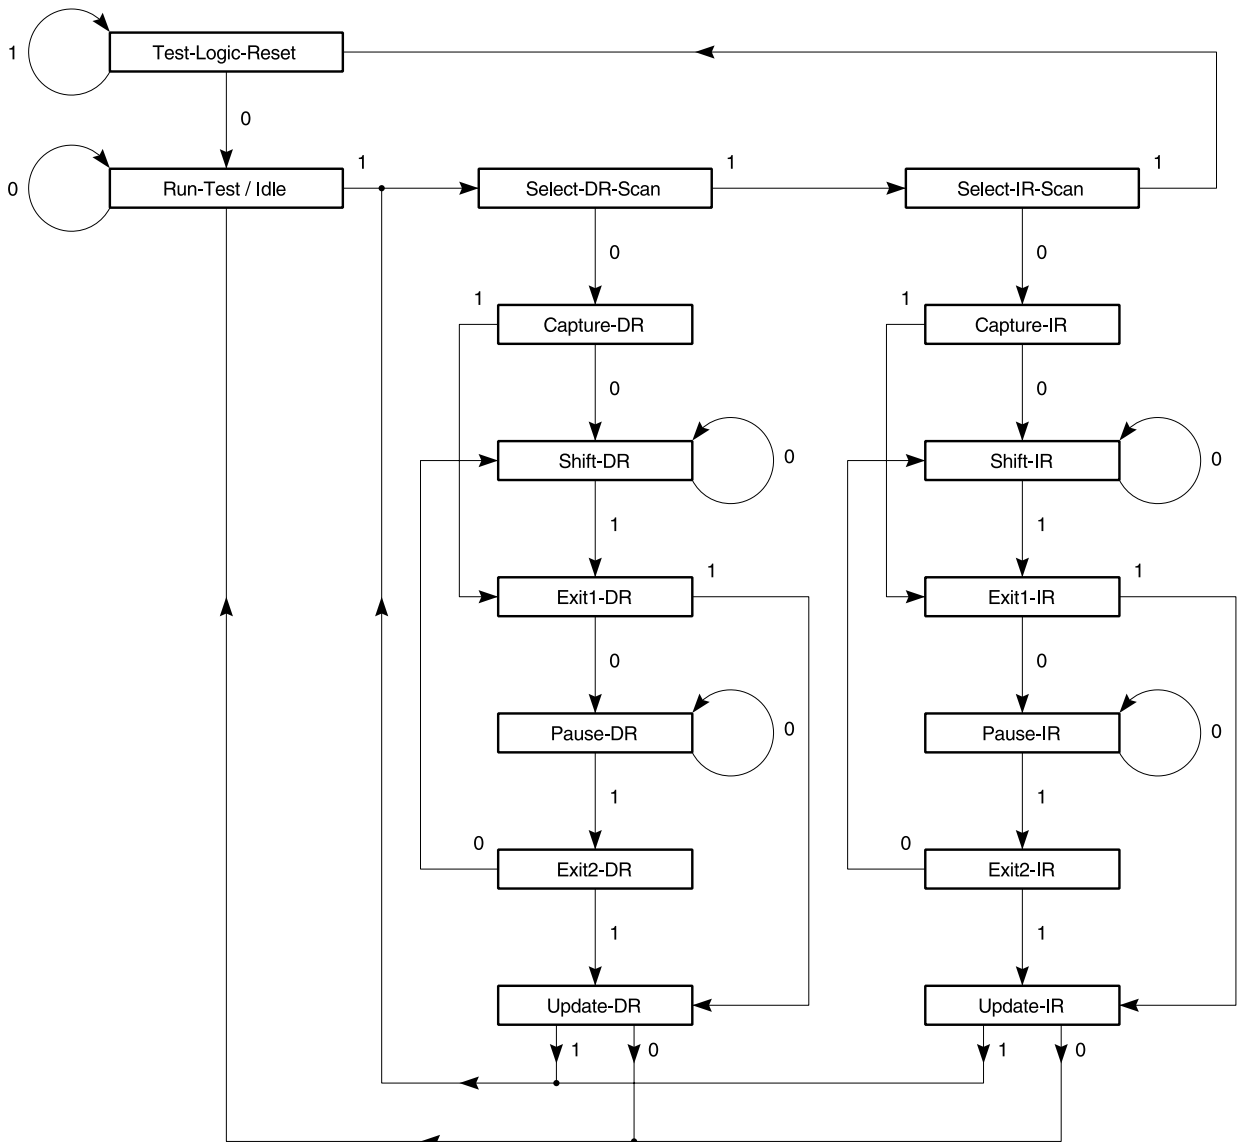 1
Test-Logic-Reset
0
0
Run-Test / Idle
1
Select-DR-Scan
1
Select-IR-Scan
1
0
0
1
Capture-DR
1
Capture-IR
0
0
Shift-DR
0
Shift-IR
0
1
1
Exit1-DR
1
Exit1-IR
1
0
0
Pause-DR
0
Pause-IR
0
1
1
0
Exit2-DR
0
Exit2-IR
1
1
Update-DR
Update-IR
1
0
1
0